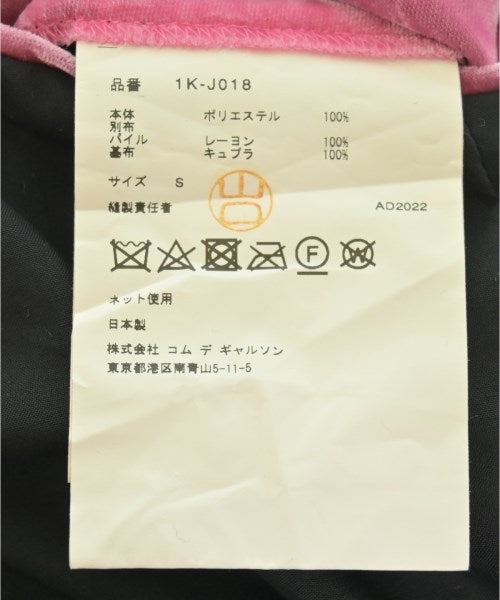 品番 1K-J018
本体 ポリエステル 100%
別布
パイル レーヨン 100%
基布 キュプラ 100%
サイズ S
山口
縫製責任者 AD2022
F W
ネット使用
日本製
株式会社 コム デ ギャルソン
東京都港区南青山5-11-5